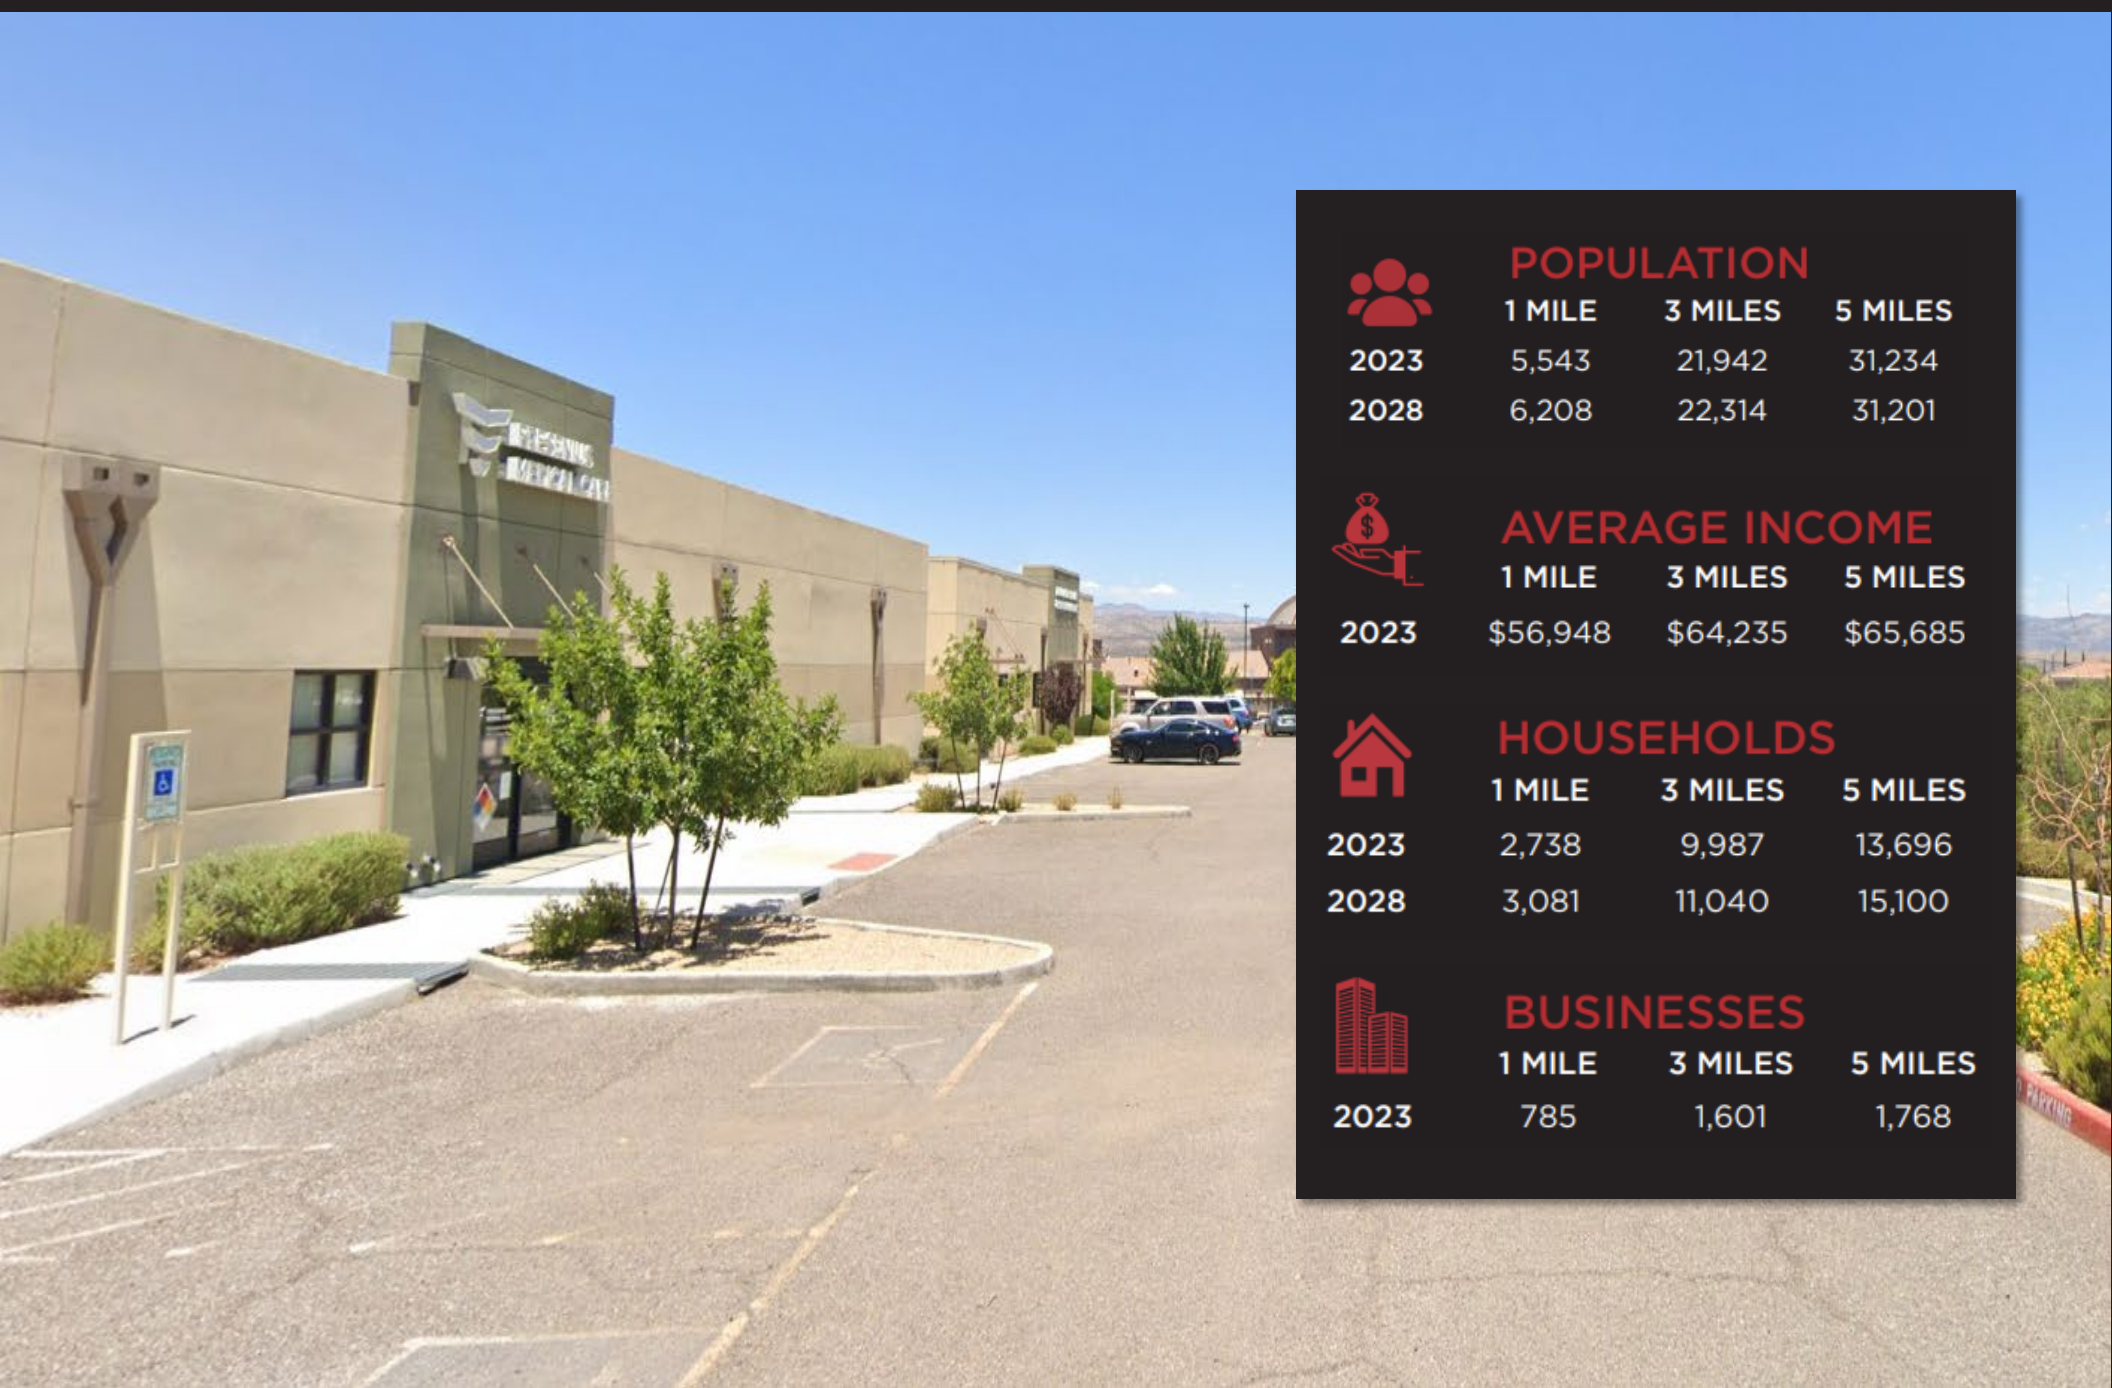 POPULATION
1 MILE 3 MILES 5 MILES
2023 5,543 21,942 31,234
2028 6,208 22,314 31,201
AVERAGE INCOME
1 MILE 3 MILES 5 MILES
2023 $56,948 $64,235 $65,685
HOUSEHOLDS
1 MILE 3 MILES 5 MILES
2023 2,738 9,987 13,696
2028 3,081 11,040 15,100
BUSINESSES
1 MILE 3 MILES 5 MILES
2023 785 1,601 1,768
PARKING